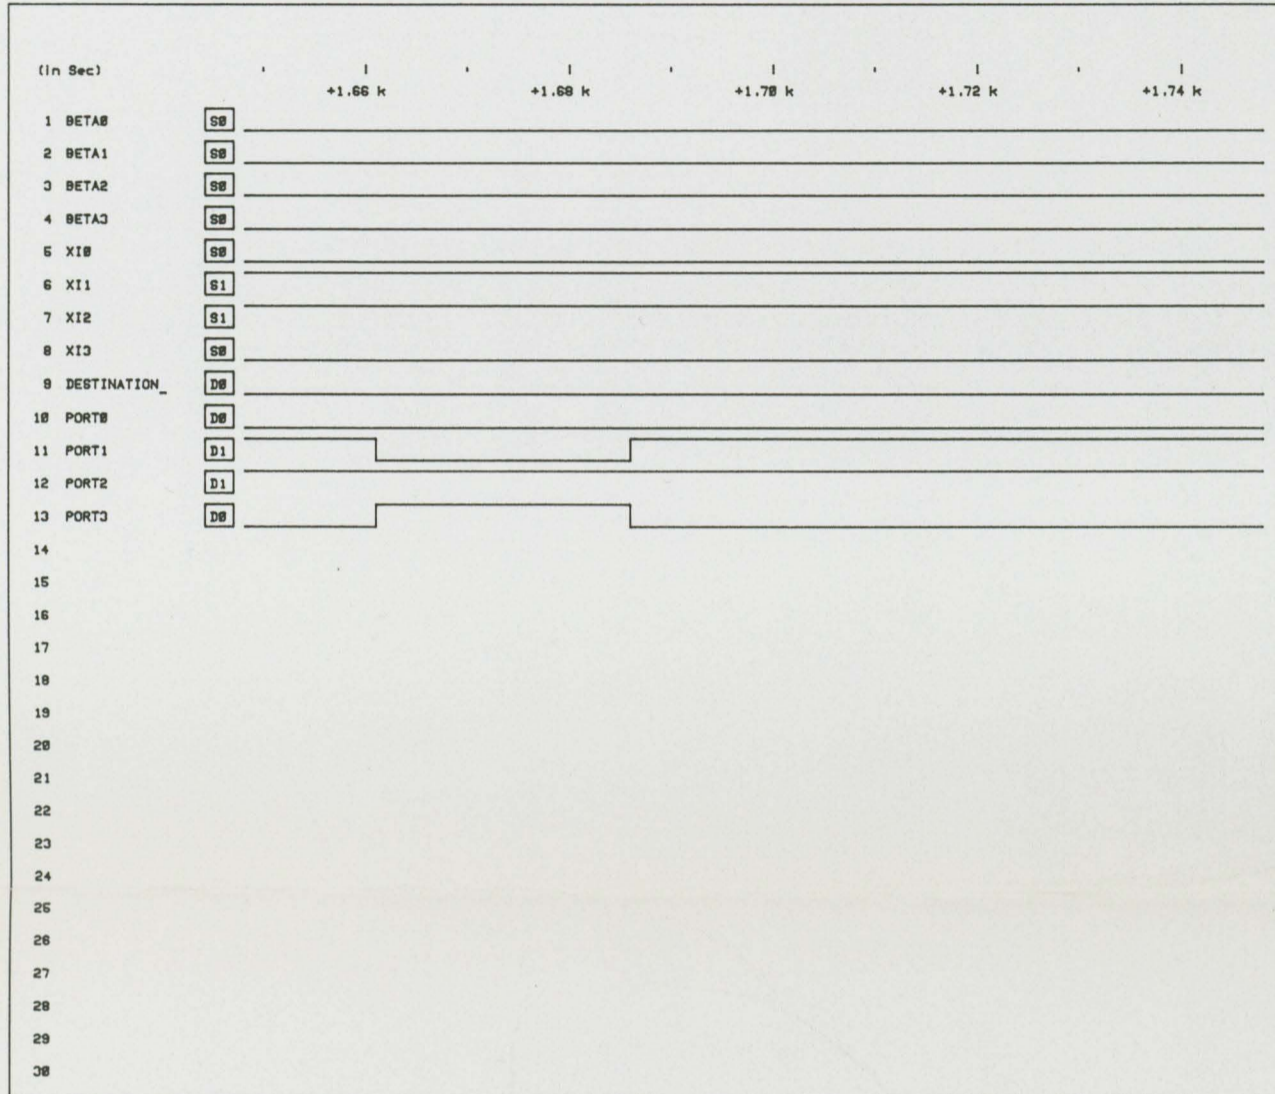 (in Sec)
+1.66 k +1.68 k +1.70 k +1.72 k +1.74 k
1 BETA0 S0
2 BETA1 S0
3 BETA2 S0
4 BETA3 S0
5 XI0 S0
6 XI1 S1
7 XI2 S1
8 XI3 S0
9 DESTINATION_ D0
10 PORT0 D0
11 PORT1 D1
12 PORT2 D1
13 PORT3 D0
14
15
16
17
18
19
20
21
22
23
24
25
26
27
28
29
30